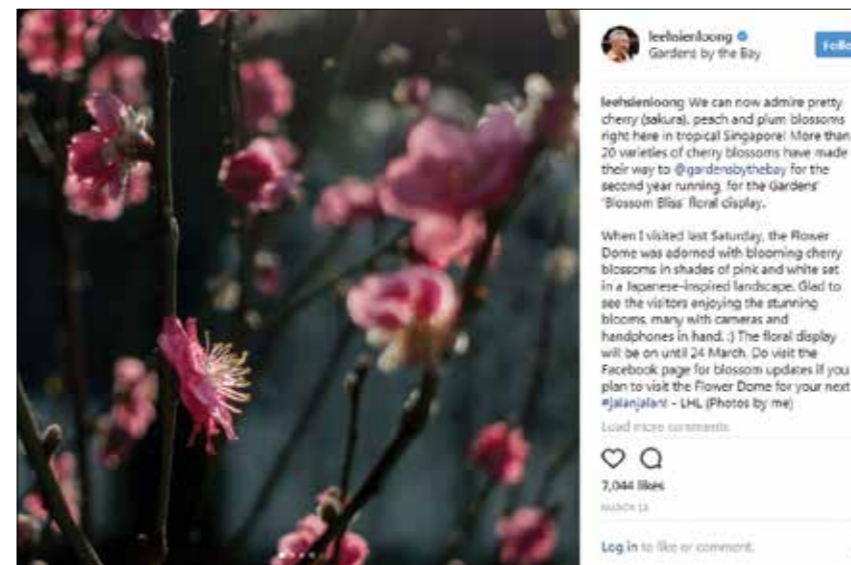 leehsienloong
Gardens by the Bay
Follo
leehsienloong We can now admire pretty
cherry (sakura), peach and plum blossoms
right here in tropical Singapore! More than
20 varieties of cherry blossoms have made
their way to @gardensbythebay for the
second year running, for the Gardens'
'Blossom Bliss' floral display.
When I visited last Saturday, the Flower
Dome was adorned with blooming cherry
blossoms in shades of pink and white set
in a Japanese-inspired landscape. Glad to
see the visitors enjoying the stunning
blooms, many with cameras and
handphones in hand. :) The floral display
will be on until 24 March. Do visit the
Facebook page for blossom updates if you
plan to visit the Flower Dome for your next
#jalanjalan! – LHL (Photos by me)
Load more comments
7,044 likes
MARCH
Log in to like or comment.